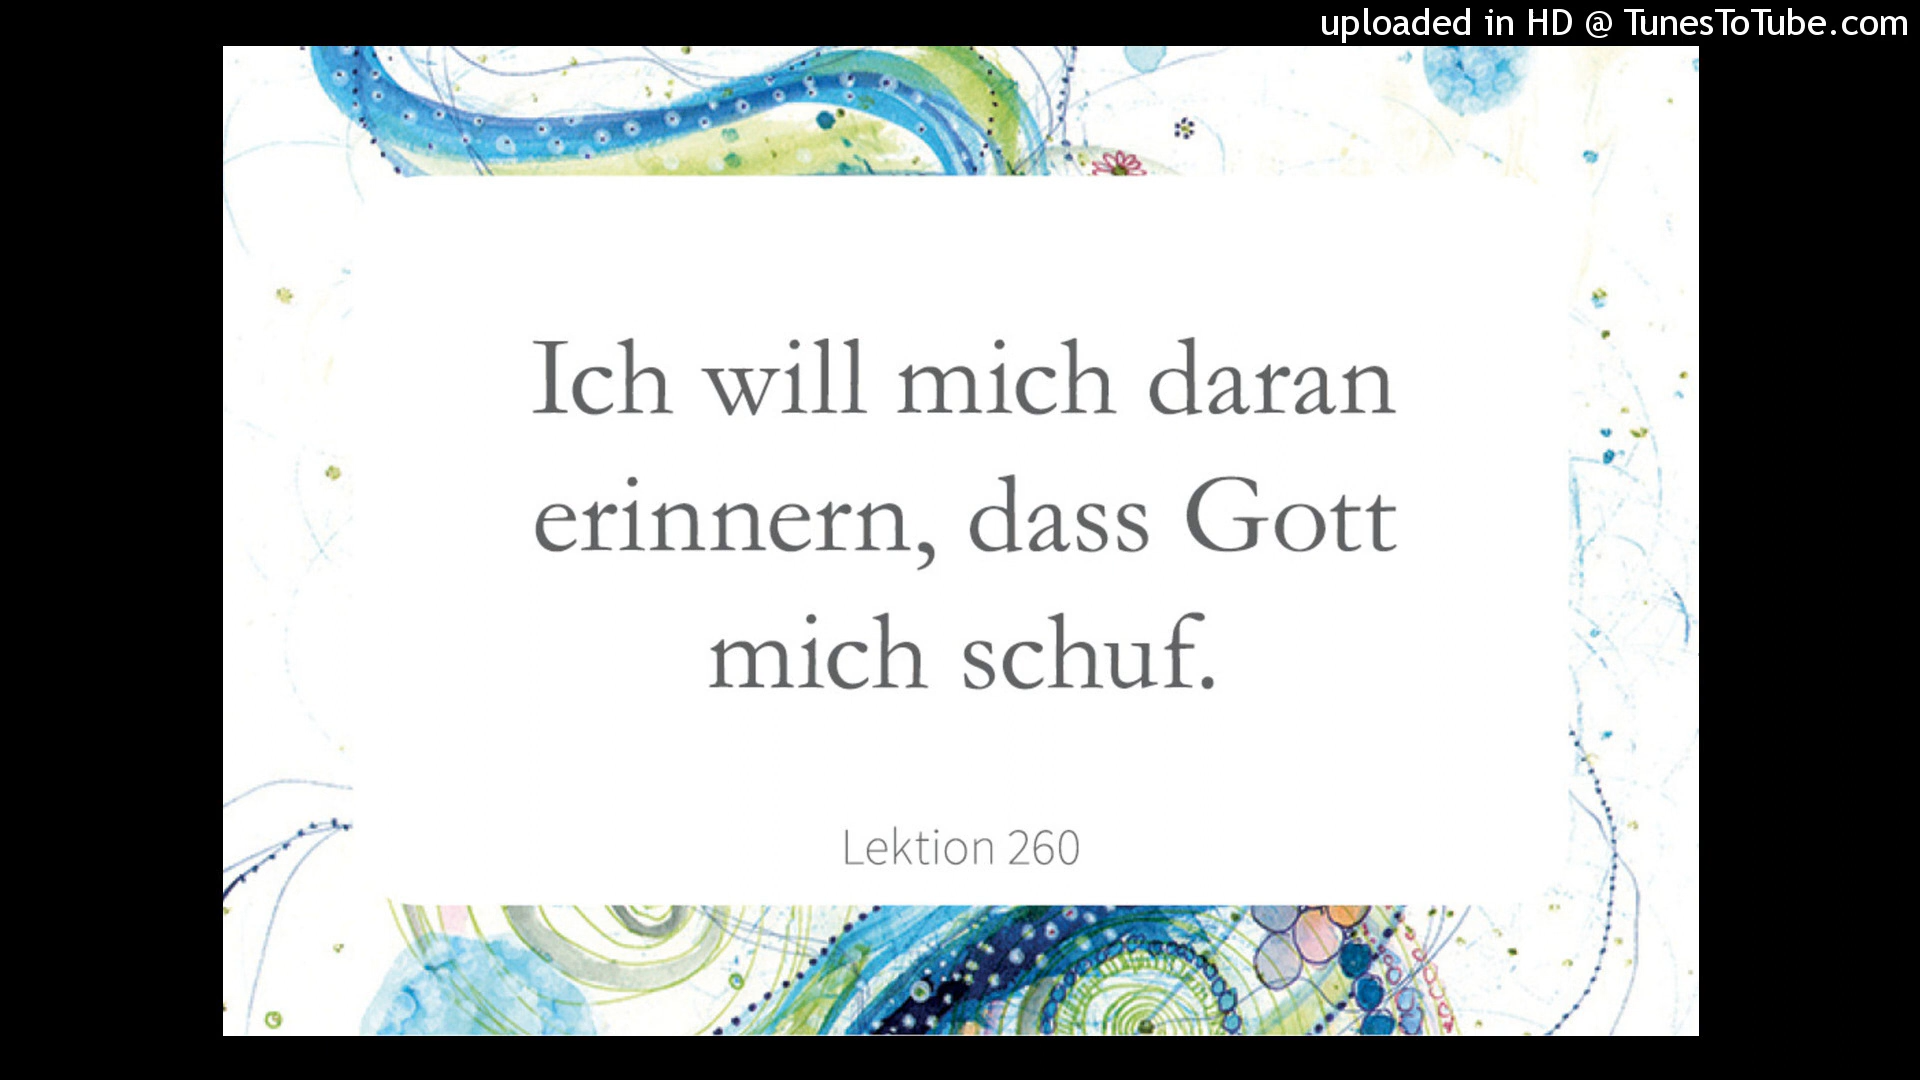 uploaded in HD @ TunesToTube.com
Ich will mich daran
erinnern, dass Gott
mich schuf.
Lektion 260